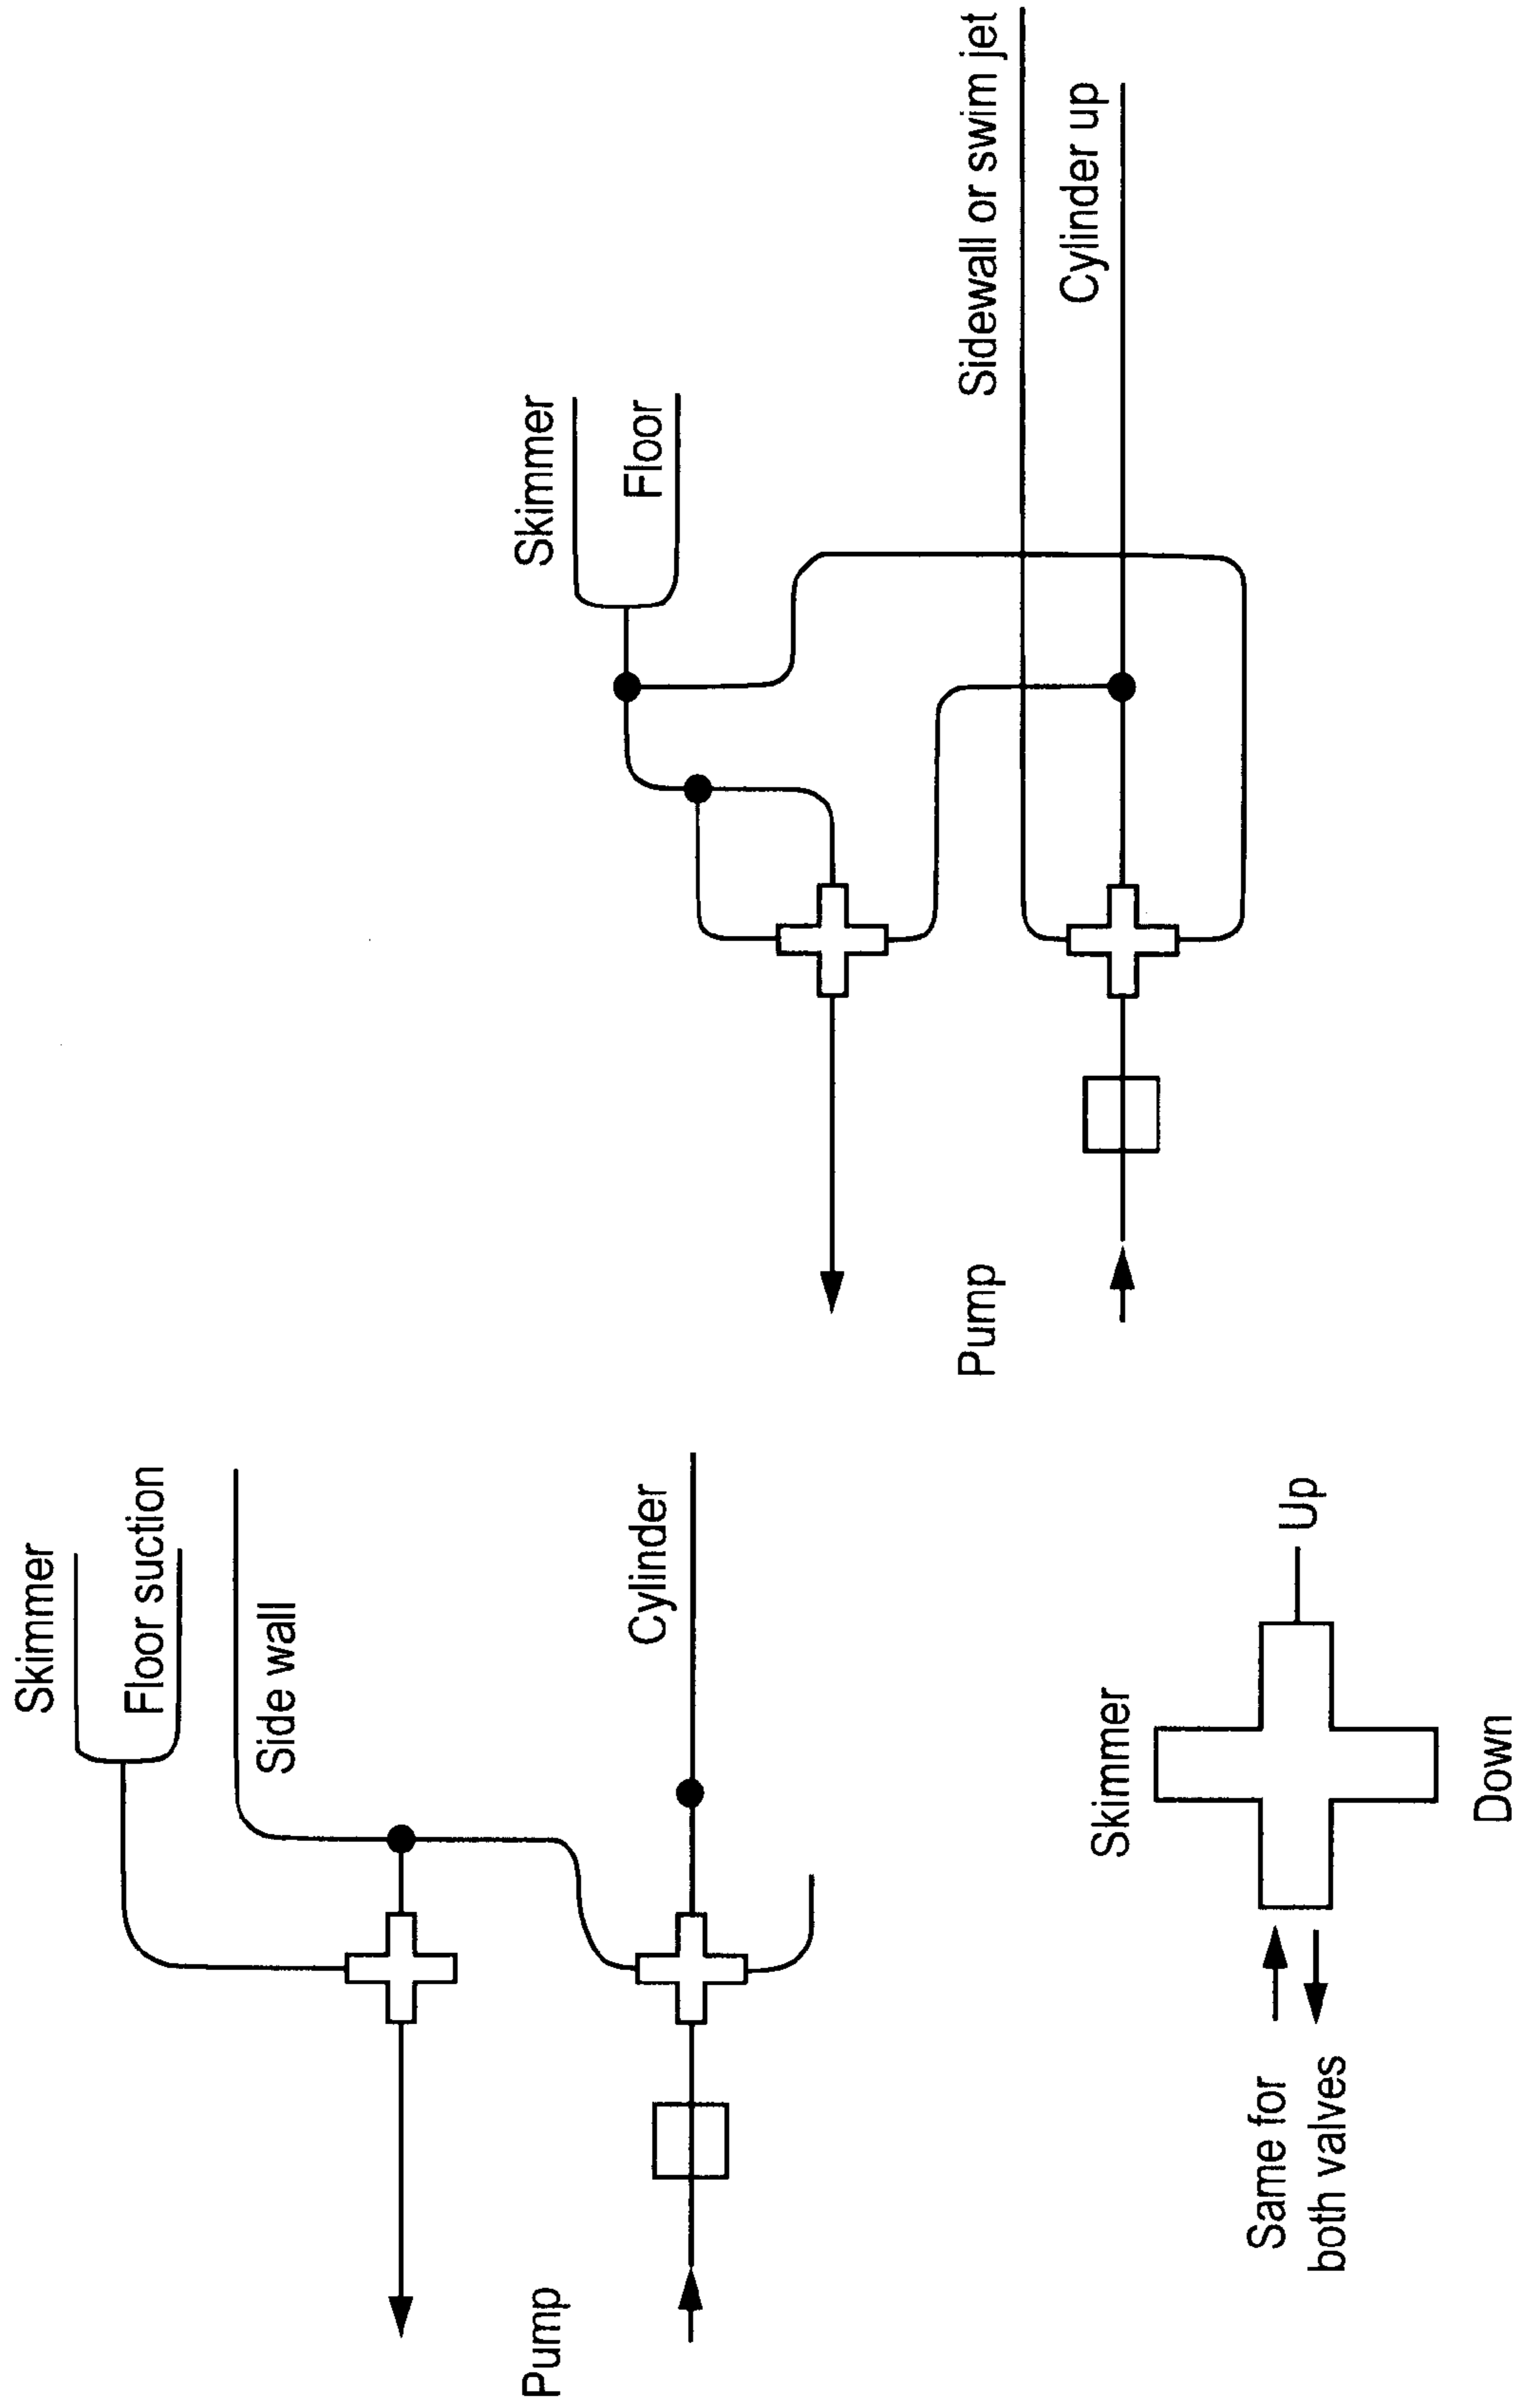 Skimmer
Floor suction
Side wall
Cylinder
Pump
Skimmer
Up
Down
Same for
both valves
Skimmer
Floor
Sidewall or swim jet
Cylinder up
Pump